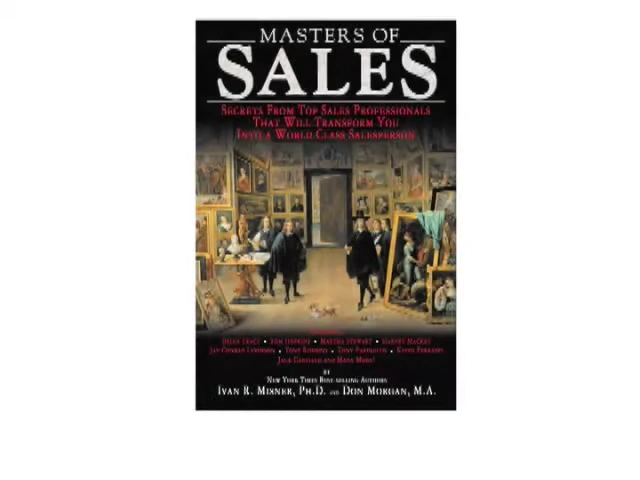 MASTERS OF
SALES
SECRETS FROM TOP SALES PROFESSIONALS
THAT WILL TRANSFORM YOU
INTO A WORLD CLASS SALESPERSON
BRIAN TRACY • TOM HOPKINS • MARTHA STEWART • HARVEY MACKAY
JAY CONRAD LEVINSON • TONY ROBBINS • TONY PARINELLO •
JACK CANFIELD AND MANY MORE!
BY
NEW YORK TIMES BEST-SELLING AUTHORS
IVAN R. MISNER, PH.D. AND DON MORGAN, M.A.